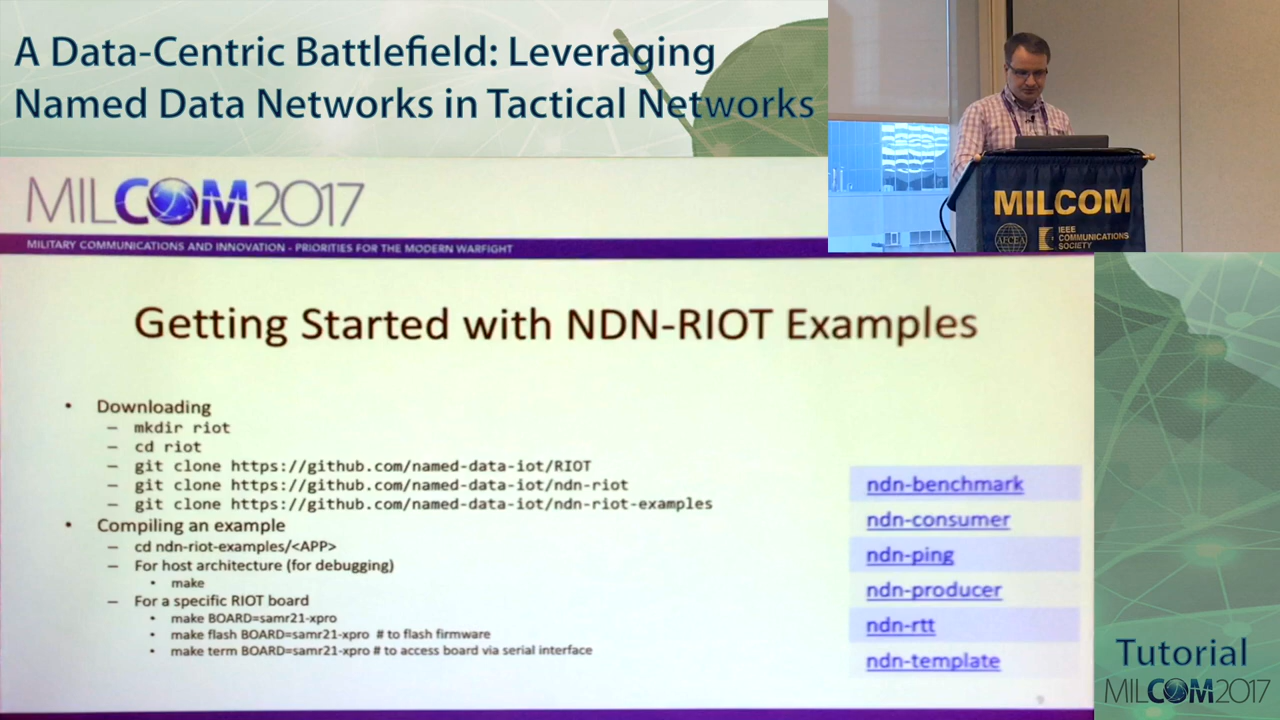 A Data-Centric Battlefield: Leveraging
Named Data Networks in Tactical Networks
MILCOM
AFCEA
IEEE
COMMUNICATIONS
SOCIETY
MILCOM2017
MILITARY COMMUNICATIONS AND INNOVATION - PRIORITIES FOR THE MODERN WARFIGHT
Getting Started with NDN-RIOT Examples
• Downloading
– mkdir riot
– cd riot
– git clone https://github.com/named-data-iot/RIOT
– git clone https://github.com/named-data-iot/ndn-riot
– git clone https://github.com/named-data-iot/ndn-riot-examples
• Compiling an example
– cd ndn-riot-examples/<APP>
– For host architecture (for debugging)
• make
– For a specific RIOT board
• make BOARD=samr21-xpro
• make flash BOARD=samr21-xpro # to flash firmware
• make term BOARD=samr21-xpro # to access board via serial interface
ndn-benchmark
ndn-consumer
ndn-ping
ndn-producer
ndn-rtt
ndn-template
Tutorial
MILCOM2017